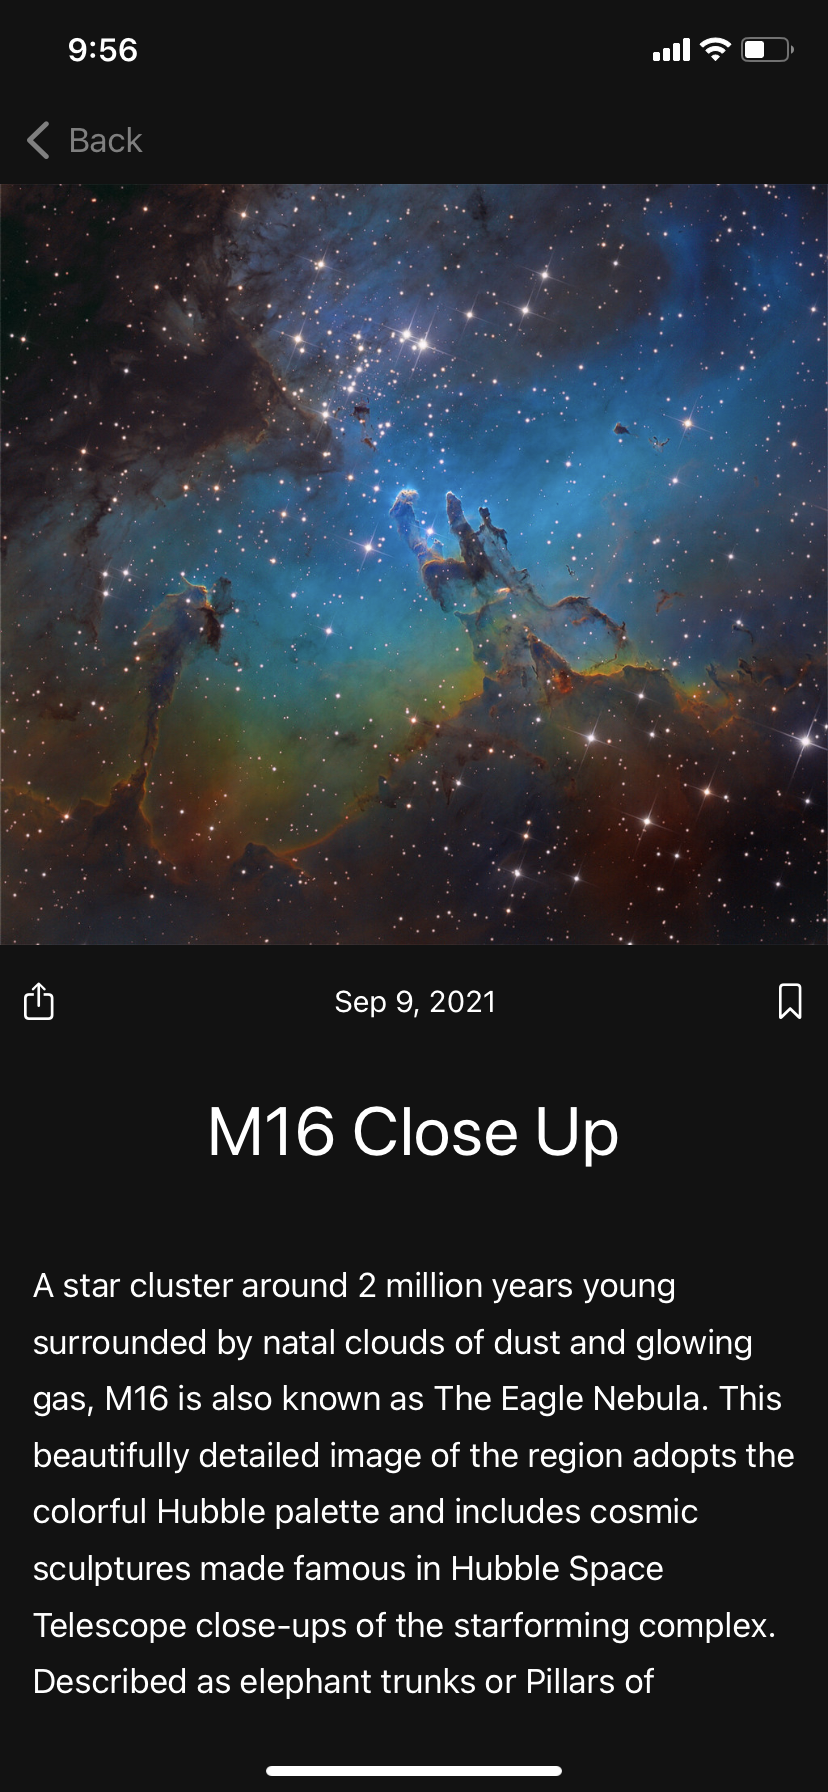 9:56
Back
Sep 9, 2021
M16 Close Up
A star cluster around 2 million years young
surrounded by natal clouds of dust and glowing
gas, M16 is also known as The Eagle Nebula. This
beautifully detailed image of the region adopts the
colorful Hubble palette and includes cosmic
sculptures made famous in Hubble Space
Telescope close-ups of the starforming complex.
Described as elephant trunks or Pillars of